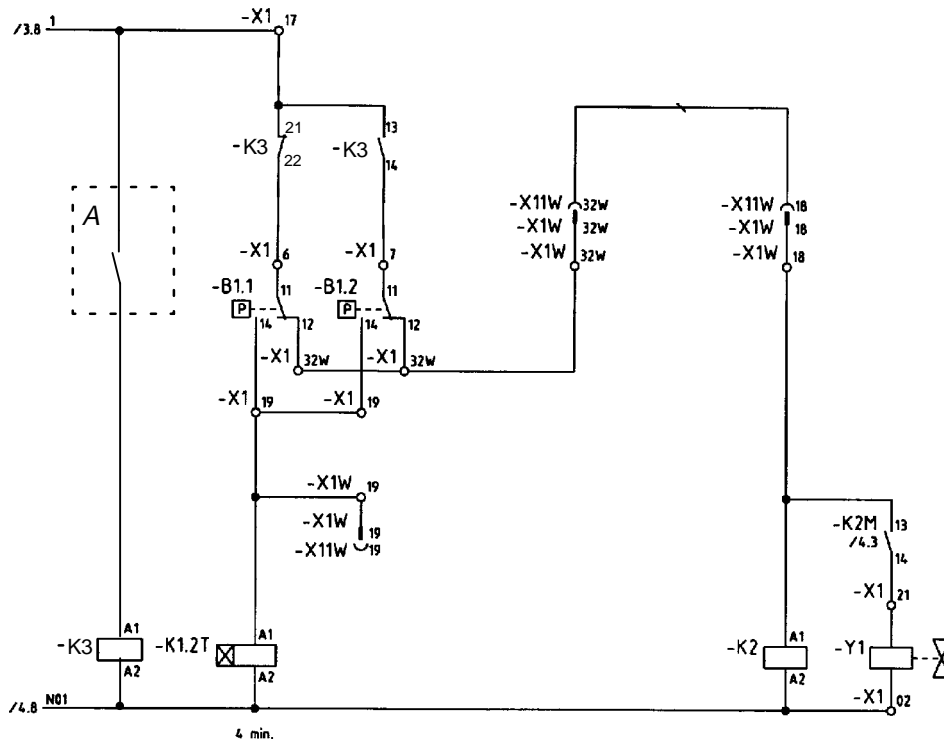 -X1 17
/3.8 1
21 13
-K3 -K3
22 14
A
-X11W 32W -X11W 18
-X1W 32W -X1W 18
-X1 6 -X1 7 -X1W 32W -X1W 18
-B1.1 11 -B1.2 11
P P
14 12 14 12
-X1 32W -X1 32W
-X1 19 -X1 19
-X1W 19
-X1W 19
-X11W 19
-K2M 13
/4.3 14
-X1 21
A1 A1 A1
-K3 -K1.2T -K2 -Y1
A2 A2 A2
/4.8 N01 -X1 02
4 min.